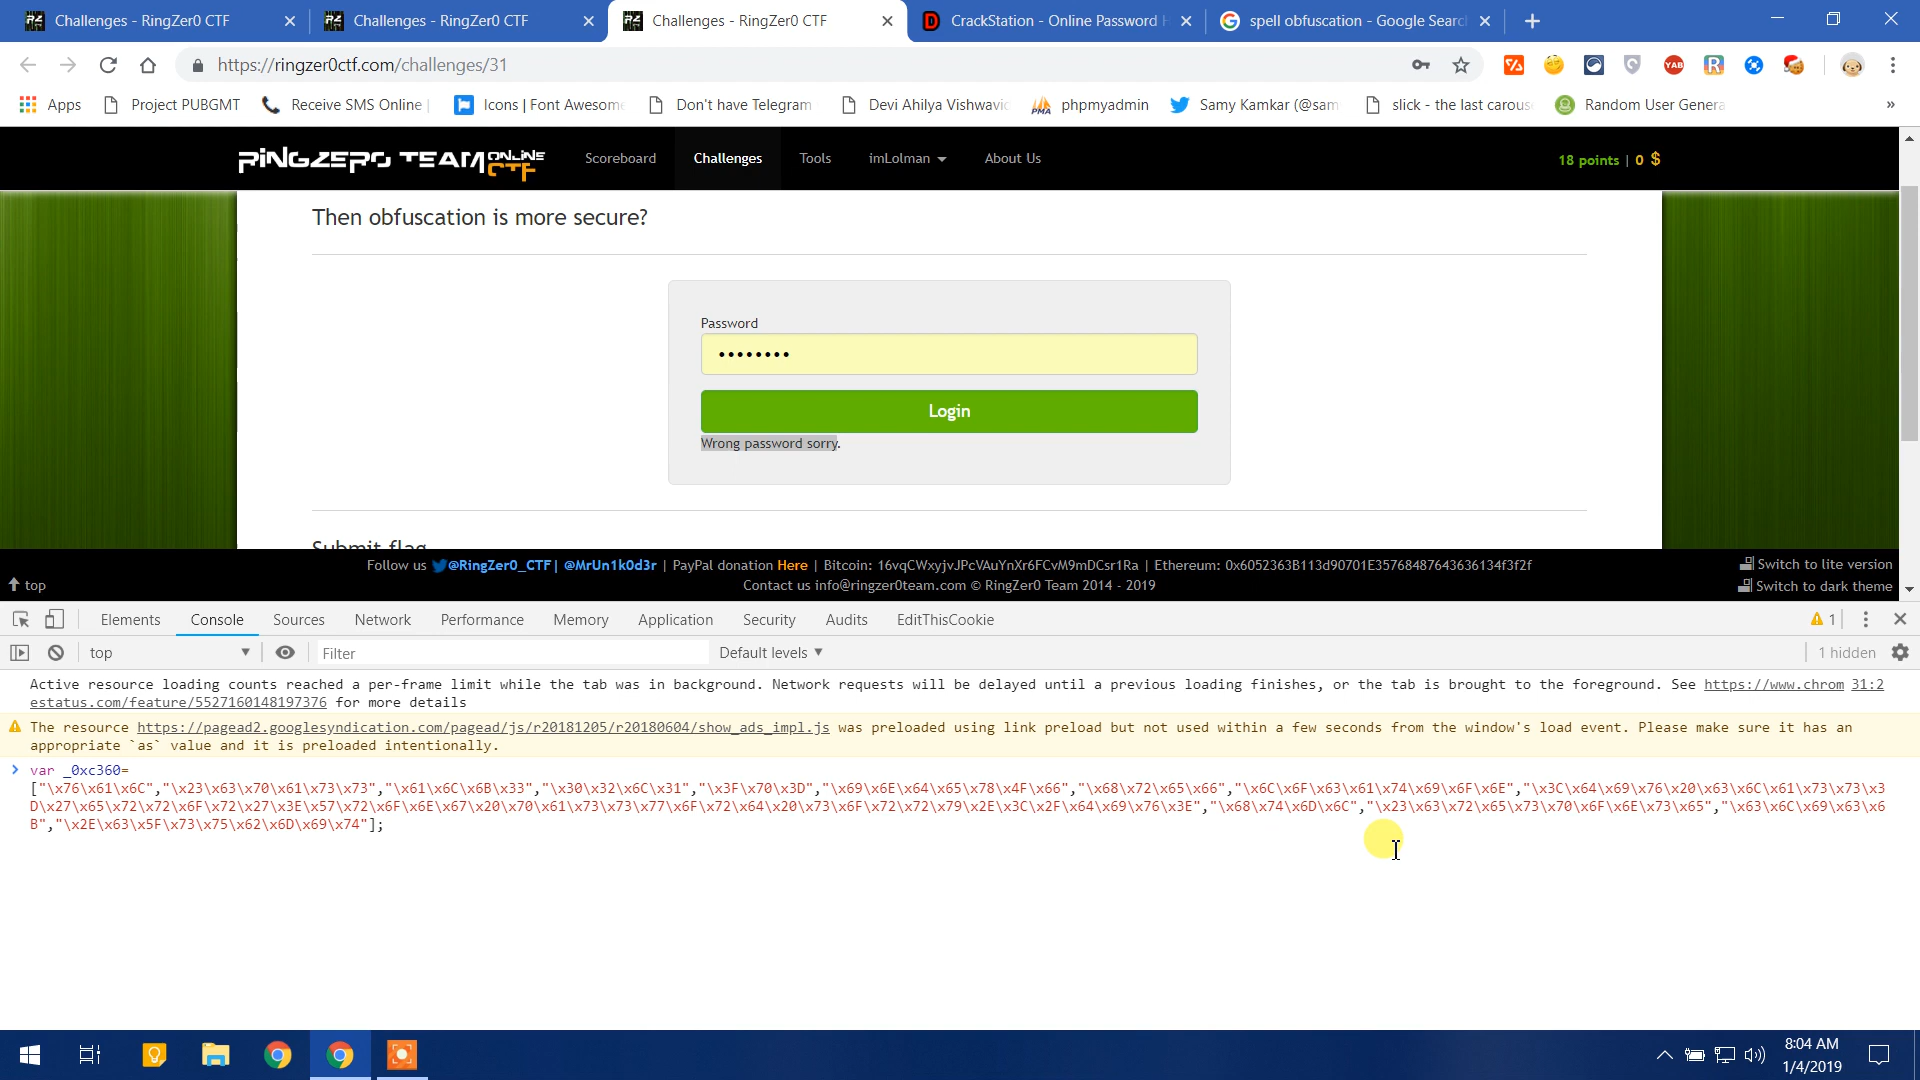 Challenges - RingZer0 CTF
Challenges - RingZer0 CTF
Challenges - RingZer0 CTF
CrackStation - Online Password H
spell obfuscation - Google Searc
https://ringzer0ctf.com/challenges/31
Apps
Project PUBGMT
Receive SMS Online |
Icons | Font Awesome
Don't have Telegram
Devi Ahilya Vishwavi
phpmyadmin
Samy Kamkar (@sam
slick - the last carous
Random User Genera
»
RINGZER0 TEAM ONLINE CTF
Scoreboard
Challenges
Tools
imLolman
About Us
18 points | 0 $
Then obfuscation is more secure?
Password
••••••••
Login
Wrong password sorry.
Submit flag
Follow us @RingZer0_CTF | @MrUn1k0d3r | PayPal donation Here | Bitcoin: 16vqCWxyjvJPcVAuYnXr6FCvM9mDCsr1Ra | Ethereum: 0x6052363B113d90701E35768487643636134f3f2f
Contact us info@ringzer0team.com © RingZer0 Team 2014 - 2019
top
Switch to lite version
Switch to dark theme
Elements
Console
Sources
Network
Performance
Memory
Application
Security
Audits
EditThisCookie
1
top
Filter
Default levels
1 hidden
Active resource loading counts reached a per-frame limit while the tab was in background. Network requests will be delayed until a previous loading finishes, or the tab is brought to the foreground. See https://www.chrom 31:2
estatus.com/feature/5527160148197376 for more details
The resource https://pagead2.googlesyndication.com/pagead/js/r20181205/r20180604/show_ads_impl.js was preloaded using link preload but not used within a few seconds from the window's load event. Please make sure it has an
appropriate `as` value and it is preloaded intentionally.
var _0xc360=
["\x76\x61\x6C","\x23\x63\x70\x61\x73\x73","\x61\x6C\x6B\x33","\x30\x32\x6C\x31","\x3F\x70\x3D","\x69\x6E\x64\x65\x78\x4F\x66","\x68\x72\x65\x66","\x6C\x6F\x63\x61\x74\x69\x6F\x6E","\x3C\x64\x69\x76\x20\x63\x6C\x61\x73\x73\x3
D\x27\x65\x72\x72\x6F\x72\x27\x3E\x57\x72\x6F\x6E\x67\x20\x70\x61\x73\x73\x77\x6F\x72\x64\x20\x73\x6F\x72\x72\x79\x2E\x3C\x2F\x64\x69\x76\x3E","\x68\x74\x6D\x6C","\x23\x63\x72\x65\x73\x70\x6F\x6E\x73\x65","\x63\x6C\x69\x63\x6
B","\x2E\x63\x5F\x73\x75\x62\x6D\x69\x74"];
8:04 AM
1/4/2019